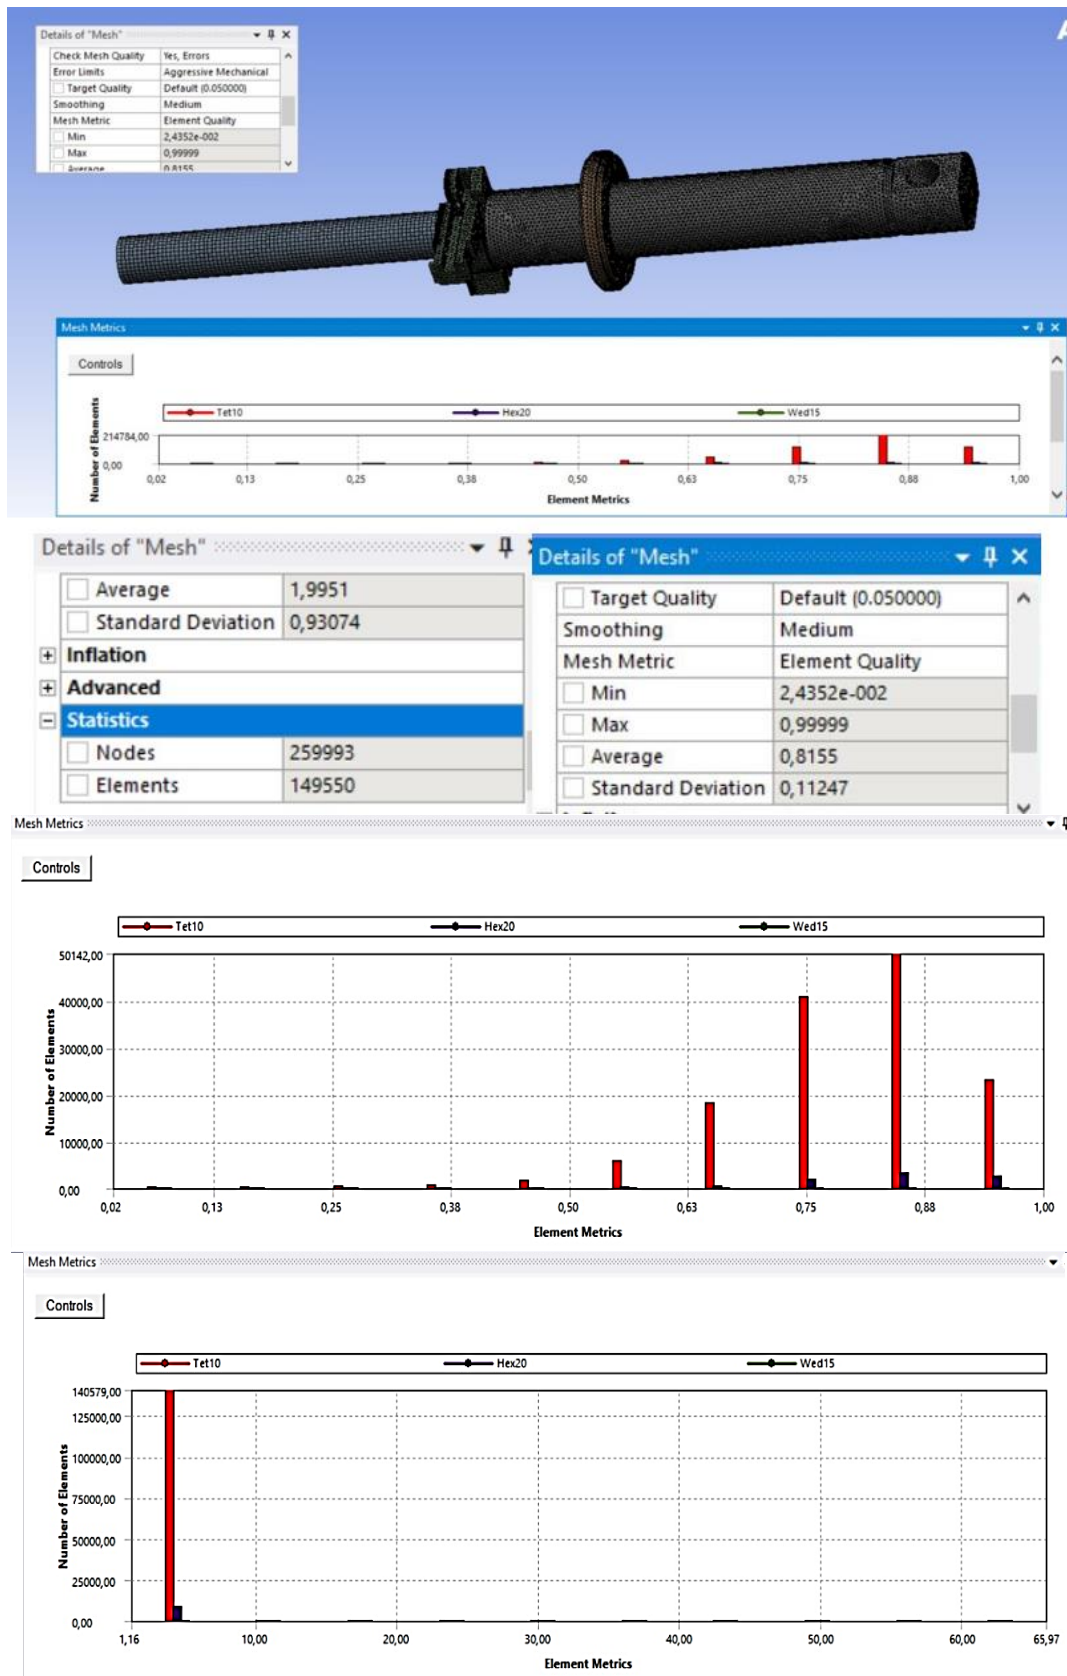 A
Details of "Mesh"
Check Mesh Quality Yes, Errors
Error Limits Aggressive Mechanical
Target Quality Default (0.050000)
Smoothing Medium
Mesh Metric Element Quality
Min 2,4352e-002
Max 0,99999
Average 0,8155
Mesh Metrics
Controls
Tet10 Hex20 Wed15
Number of Elements
214784,00
0,00
0,02 0,13 0,25 0,38 0,50 0,63 0,75 0,88 1,00
Element Metrics
Details of "Mesh"
Average 1,9951
Standard Deviation 0,93074
Inflation
Advanced
Statistics
Nodes 259993
Elements 149550
Details of "Mesh"
Target Quality Default (0.050000)
Smoothing Medium
Mesh Metric Element Quality
Min 2,4352e-002
Max 0,99999
Average 0,8155
Standard Deviation 0,11247
Mesh Metrics
Controls
Tet10 Hex20 Wed15
Number of Elements
50142,00
40000,00
30000,00
20000,00
10000,00
0,00
0,02 0,13 0,25 0,38 0,50 0,63 0,75 0,88 1,00
Element Metrics
Mesh Metrics
Controls
Tet10 Hex20 Wed15
Number of Elements
140579,00
125000,00
100000,00
75000,00
50000,00
25000,00
0,00
1,16 10,00 20,00 30,00 40,00 50,00 60,00 65,97
Element Metrics